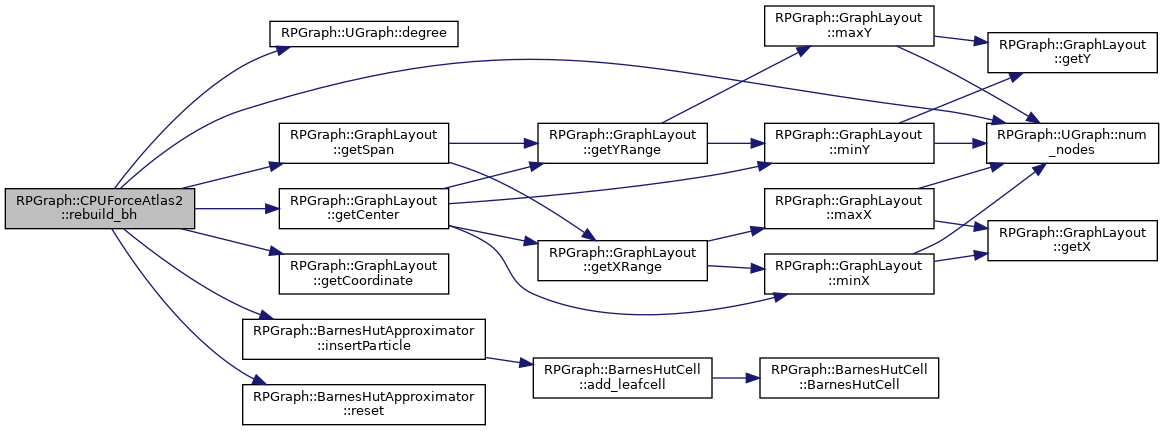 RPGraph::CPUForceAtlas2
::rebuild_bh
RPGraph::UGraph::degree
RPGraph::GraphLayout
::getSpan
RPGraph::GraphLayout
::getCenter
RPGraph::GraphLayout
::getCoordinate
RPGraph::BarnesHutApproximator
::insertParticle
RPGraph::BarnesHutApproximator
::reset
RPGraph::GraphLayout
::getYRange
RPGraph::GraphLayout
::getXRange
RPGraph::BarnesHutCell
::add_leafcell
RPGraph::GraphLayout
::maxY
RPGraph::GraphLayout
::minY
RPGraph::GraphLayout
::maxX
RPGraph::GraphLayout
::minX
RPGraph::BarnesHutCell
::BarnesHutCell
RPGraph::GraphLayout
::getY
RPGraph::UGraph::num
_nodes
RPGraph::GraphLayout
::getX